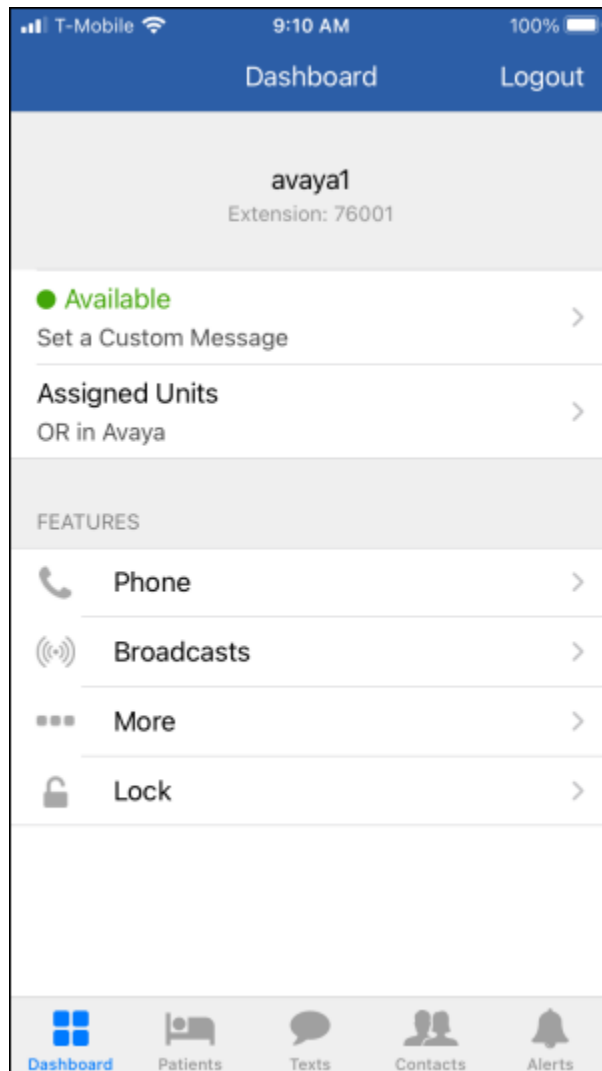 T-Mobile 9:10 AM 100%
Dashboard Logout
avaya1
Extension: 76001
Available
Set a Custom Message
Assigned Units
OR in Avaya
FEATURES
Phone
Broadcasts
More
Lock
Dashboard Patients Texts Contacts Alerts